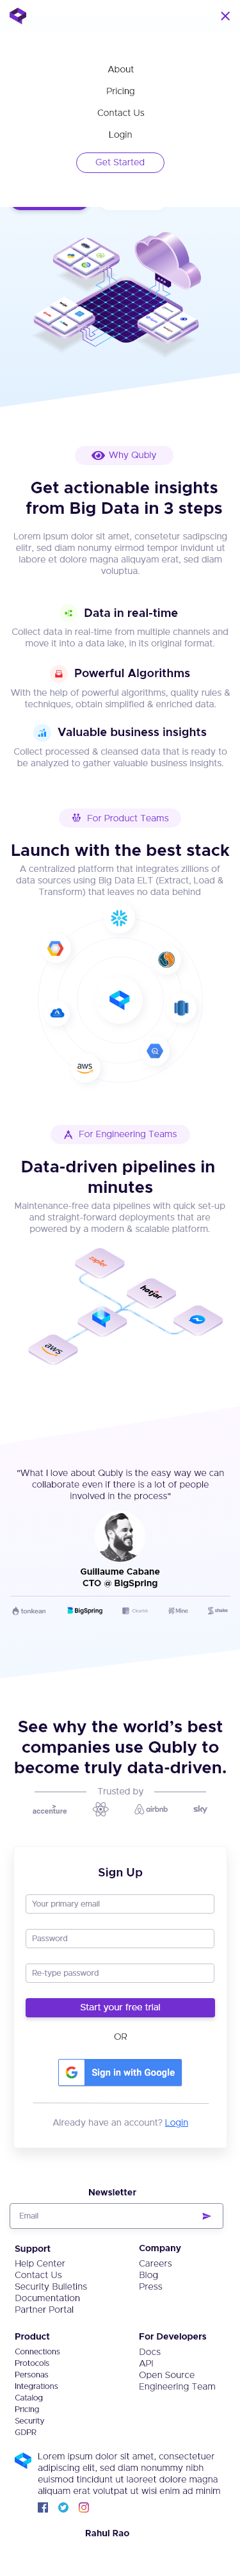 About
Pricing
Contact Us
Login
Get Started
Why Qubly
Get actionable insights
from Big Data in 3 steps
Lorem ipsum dolor sit amet, consetetur sadipscing
elitr, sed diam nonumy eirmod tempor invidunt ut
labore et dolore magna aliquyam erat, sed diam
voluptua.
Data in real-time
Collect data in real-time from multiple channels and
move it into a data lake, in its original format.
Powerful Algorithms
With the help of powerful algorithms, quality rules &
techniques, obtain simplified & enriched data.
Valuable business insights
Collect processed & cleansed data that is ready to
be analyzed to gather valuable business insights.
For Product Teams
Launch with the best stack
A centralized platform that integrates zillions of
data sources using Big Data ELT (Extract, Load &
Transform) that leaves no data behind
aws
For Engineering Teams
Data-driven pipelines in
minutes
Maintenance-free data pipelines with quick set-up
and straight-forward deployments that are
powered by a modern & scalable platform.
zapier
hotjar
aws
"What I love about Qubly is the easy way we can
collaborate even if there is a lot of people
involved in the process"
Guillaume Cabane
CTO @ BigSpring
tonkean
BigSpring
Mine
See why the world's best
companies use Qubly to
become truly data-driven.
Trusted by
accenture
airbnb
sky
Sign Up
Your primary email
Password
Re-type password
Start your free trial
OR
Sign in with Google
Already have an account? Login
Newsletter
Email
Support
Help Center
Contact Us
Security Bulletins
Documentation
Partner Portal
Company
Careers
Blog
Press
Product
Connections
Protocols
Personas
Integrations
Catalog
Pricing
Security
GDPR
For Developers
Docs
API
Open Source
Engineering Team
Lorem ipsum dolor sit amet, consectetuer
adipiscing elit, sed diam nonummy nibh
euismod tincidunt ut laoreet dolore magna
aliquam erat volutpat ut wisi enim ad minim
Rahul Rao